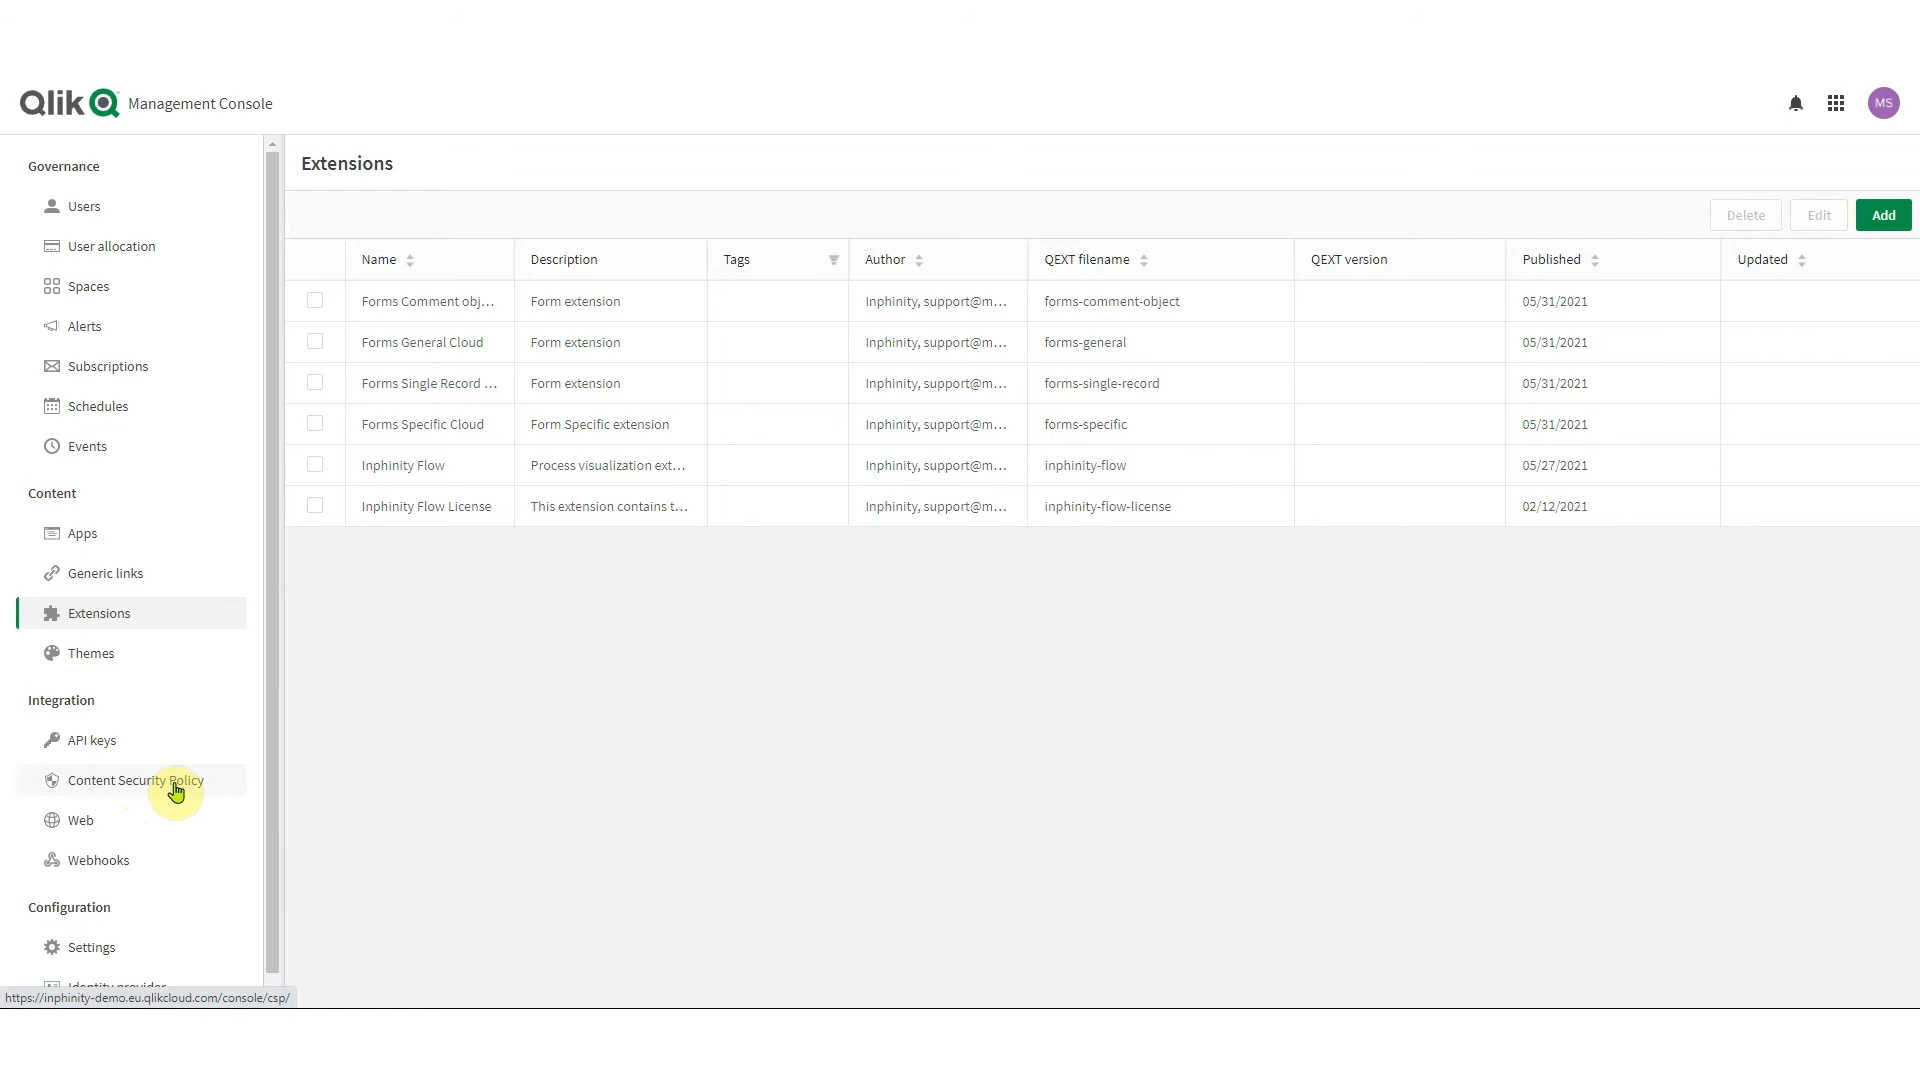 Qlik Management Console
MS
Governance
Users
User allocation
Spaces
Alerts
Subscriptions
Schedules
Events
Content
Apps
Generic links
Extensions
Themes
Integration
API keys
Content Security Policy
Web
Webhooks
Configuration
Settings
Identity provider
https://inphinity-demo.eu.qlikcloud.com/console/csp/
Extensions
Delete Edit Add
Name Description Tags Author QEXT filename QEXT version Published Updated
Forms Comment obj... Form extension Inphinity, support@m... forms-comment-object 05/31/2021
Forms General Cloud Form extension Inphinity, support@m... forms-general 05/31/2021
Forms Single Record ... Form extension Inphinity, support@m... forms-single-record 05/31/2021
Forms Specific Cloud Form Specific extension Inphinity, support@m... forms-specific 05/31/2021
Inphinity Flow Process visualization ext... Inphinity, support@m... inphinity-flow 05/27/2021
Inphinity Flow License This extension contains t... Inphinity, support@m... inphinity-flow-license 02/12/2021